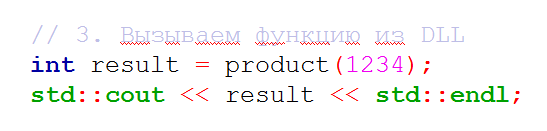 // 3. Вызываем функцию из DLL
int result = product(1234);
std::cout << result << std::endl;